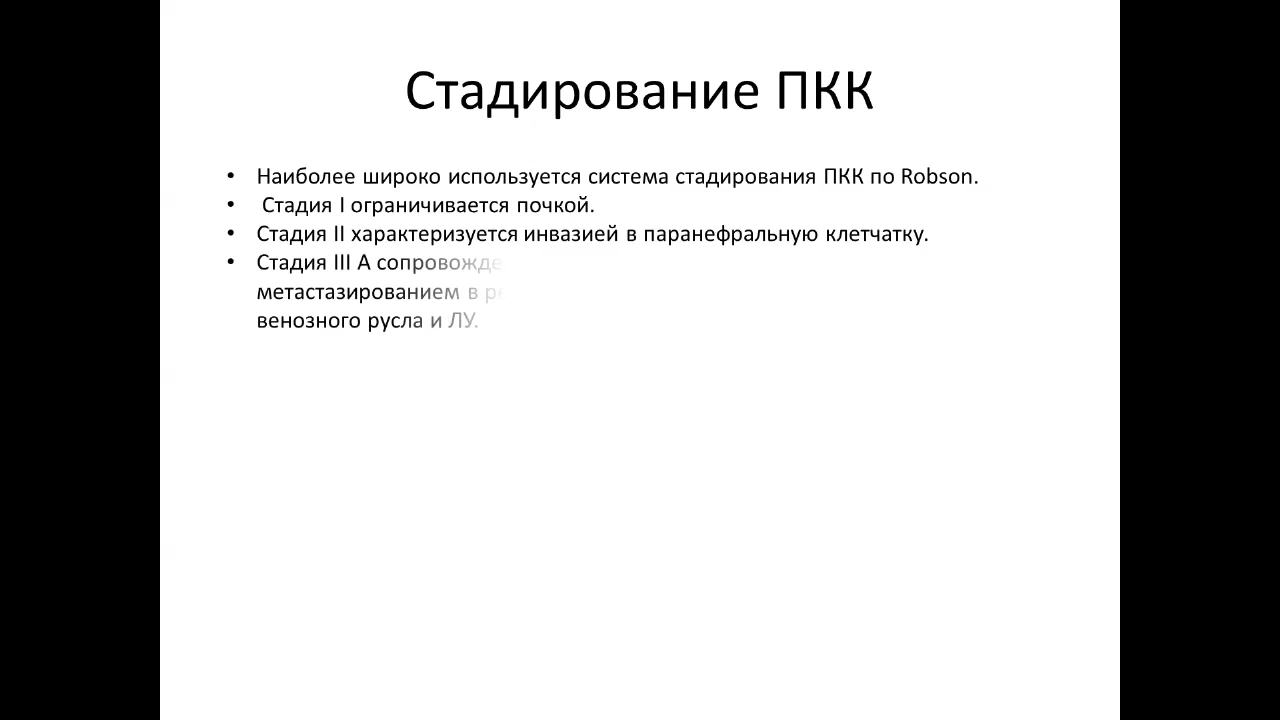 Стадирование ПКК
• Наиболее широко используется система стадирования ПКК по Robson.
• Стадия I ограничивается почкой.
• Стадия II характеризуется инвазией в паранефральную клетчатку.
• Стадия III А
метастазированием в
венозного русла и ЛУ.